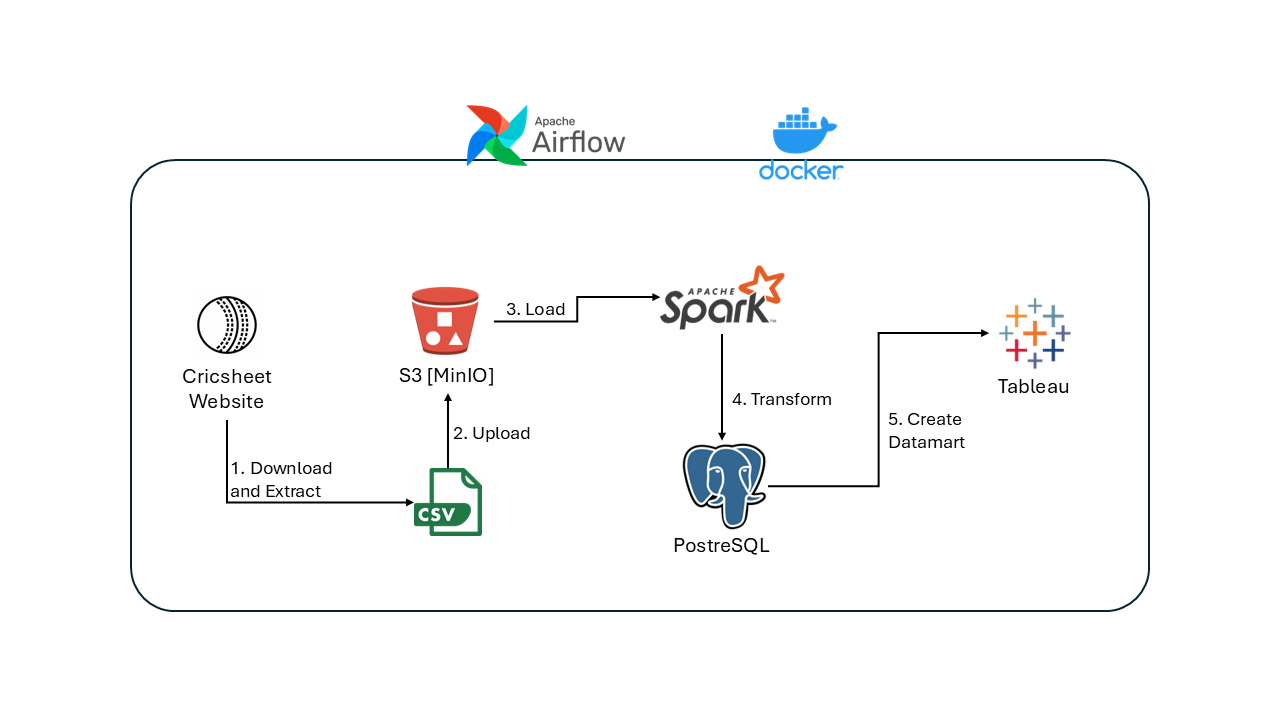 Apache
Airflow
docker
APACHE
Spark™
3. Load
Cricsheet
Website
S3 [MinIO]
Tableau
4. Transform
2. Upload
5. Create
Datamart
1. Download
and Extract
CSV
PostreSQL